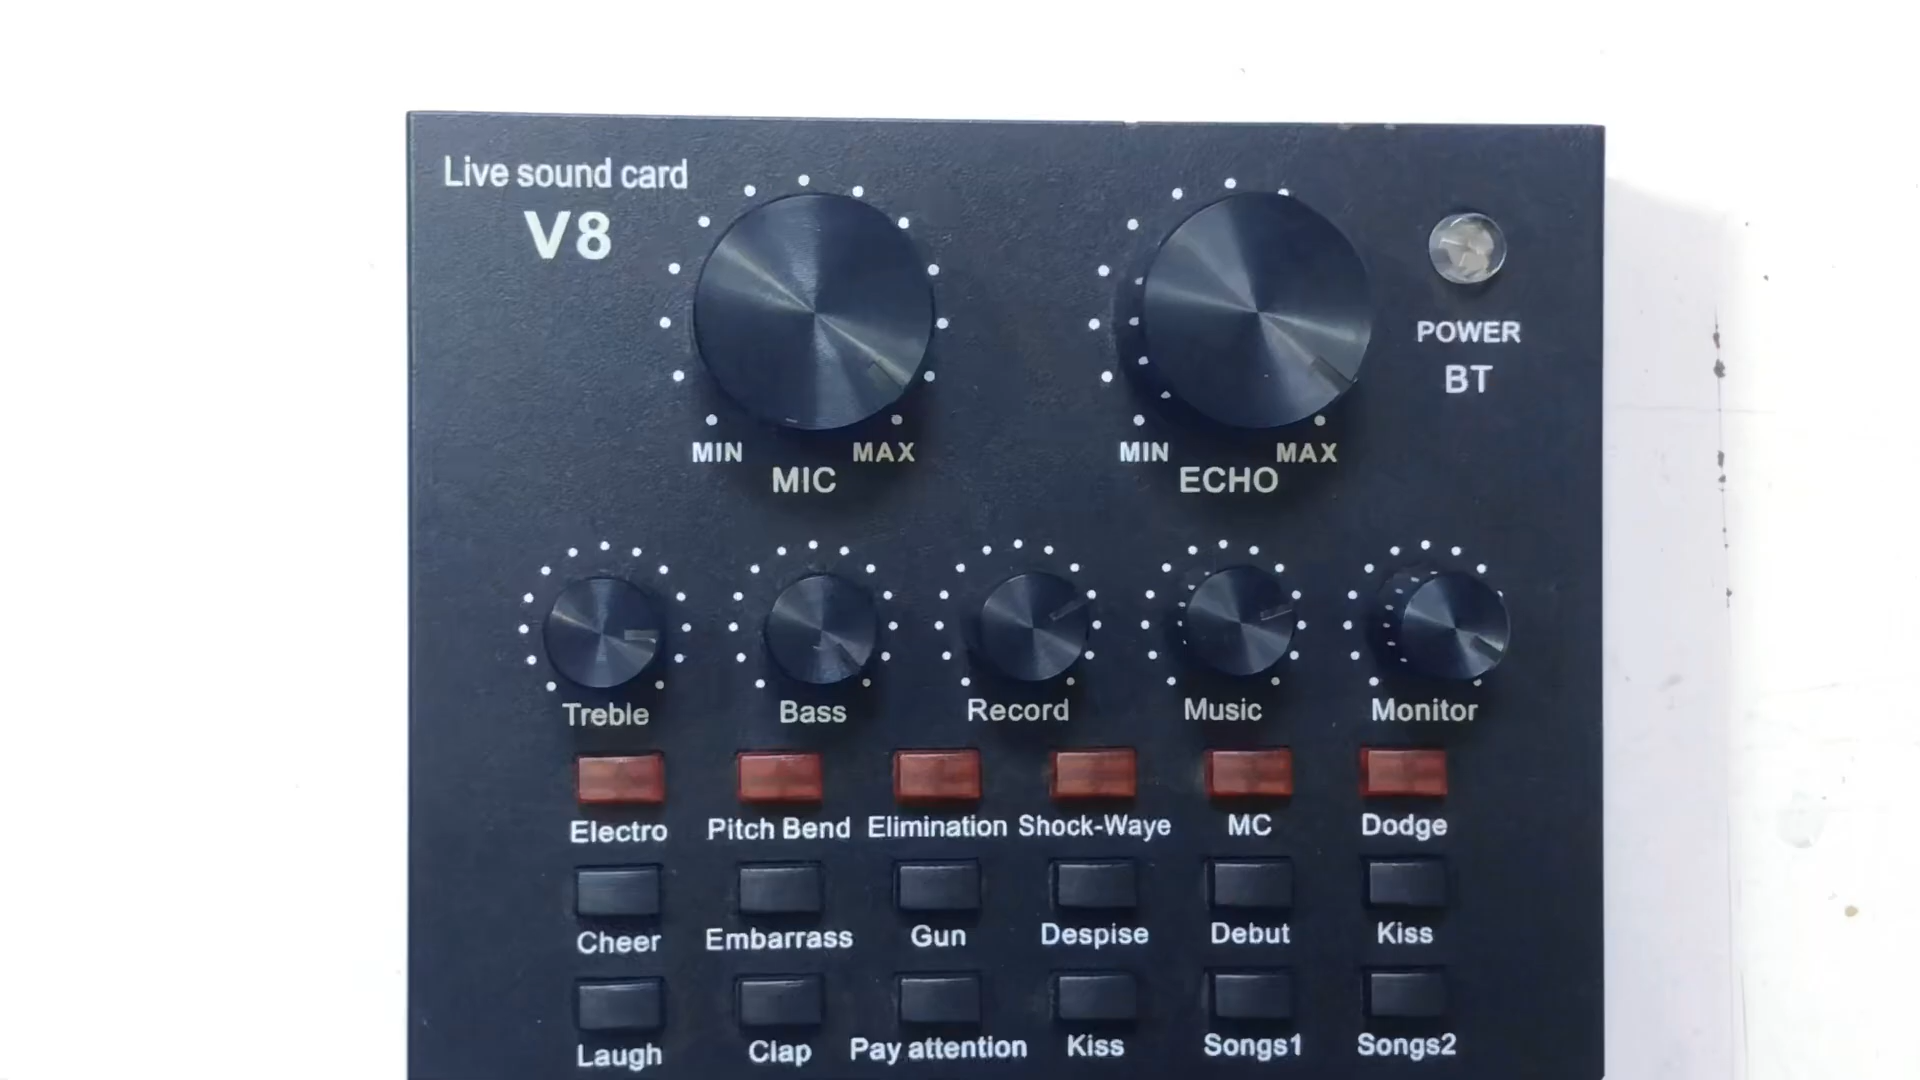 Live sound card
V8
MIN MAX
MIC
MIN MAX
ECHO
POWER
BT
Treble Bass Record Music Monitor
Electro Pitch Bend Elimination Shock-Waye MC Dodge
Cheer Embarrass Gun Despise Debut Kiss
Laugh Clap Pay attention Kiss Songs1 Songs2